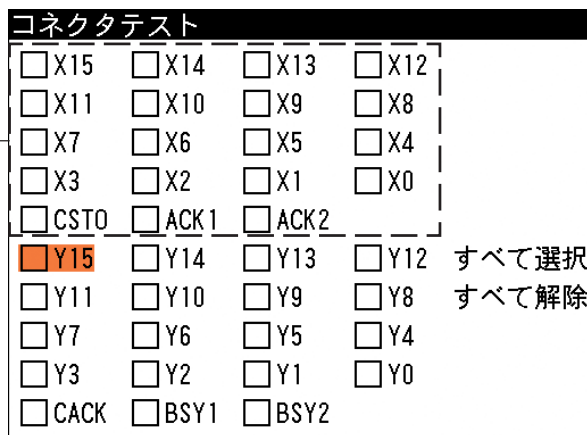 コネクタテスト
X15 X14 X13 X12
X11 X10 X9 X8
X7 X6 X5 X4
X3 X2 X1 X0
CSTO ACK1 ACK2
Y15 Y14 Y13 Y12 すべて選択
Y11 Y10 Y9 Y8 すべて解除
Y7 Y6 Y5 Y4
Y3 Y2 Y1 Y0
CACK BSY1 BSY2